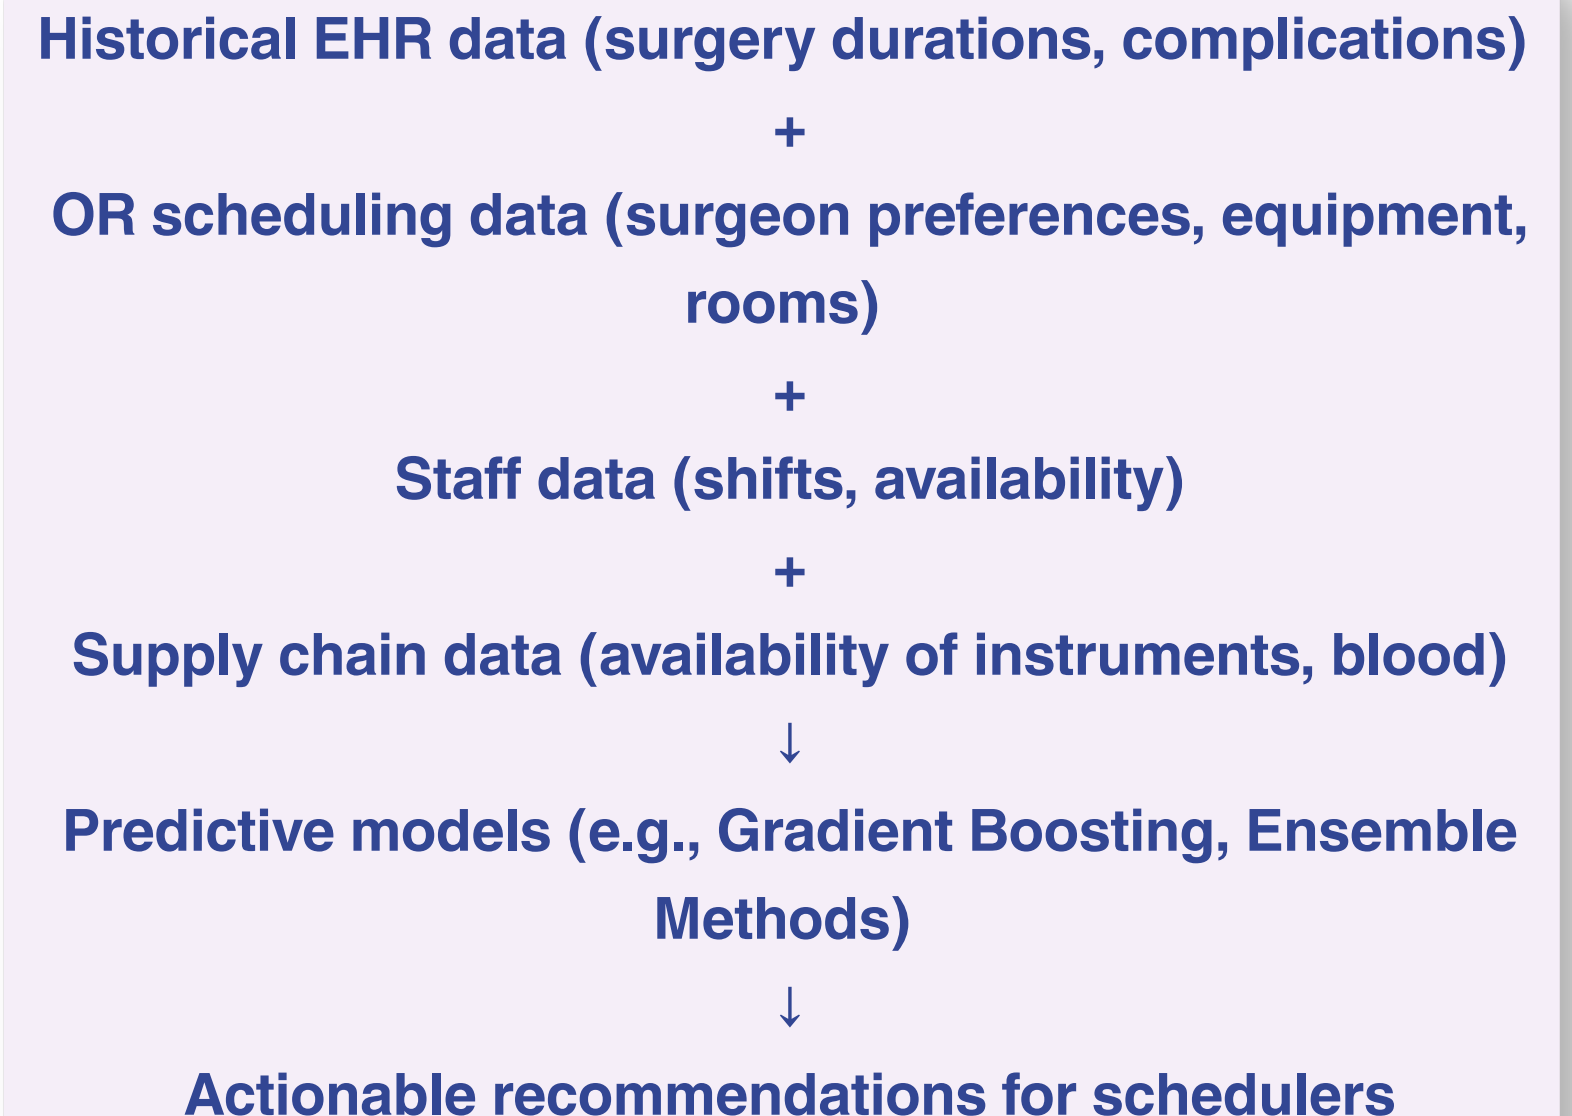 Historical EHR data (surgery durations, complications)
+
OR scheduling data (surgeon preferences, equipment,
rooms)
+
Staff data (shifts, availability)
+
Supply chain data (availability of instruments, blood)
↓
Predictive models (e.g., Gradient Boosting, Ensemble
Methods)
↓
Actionable recommendations for schedulers